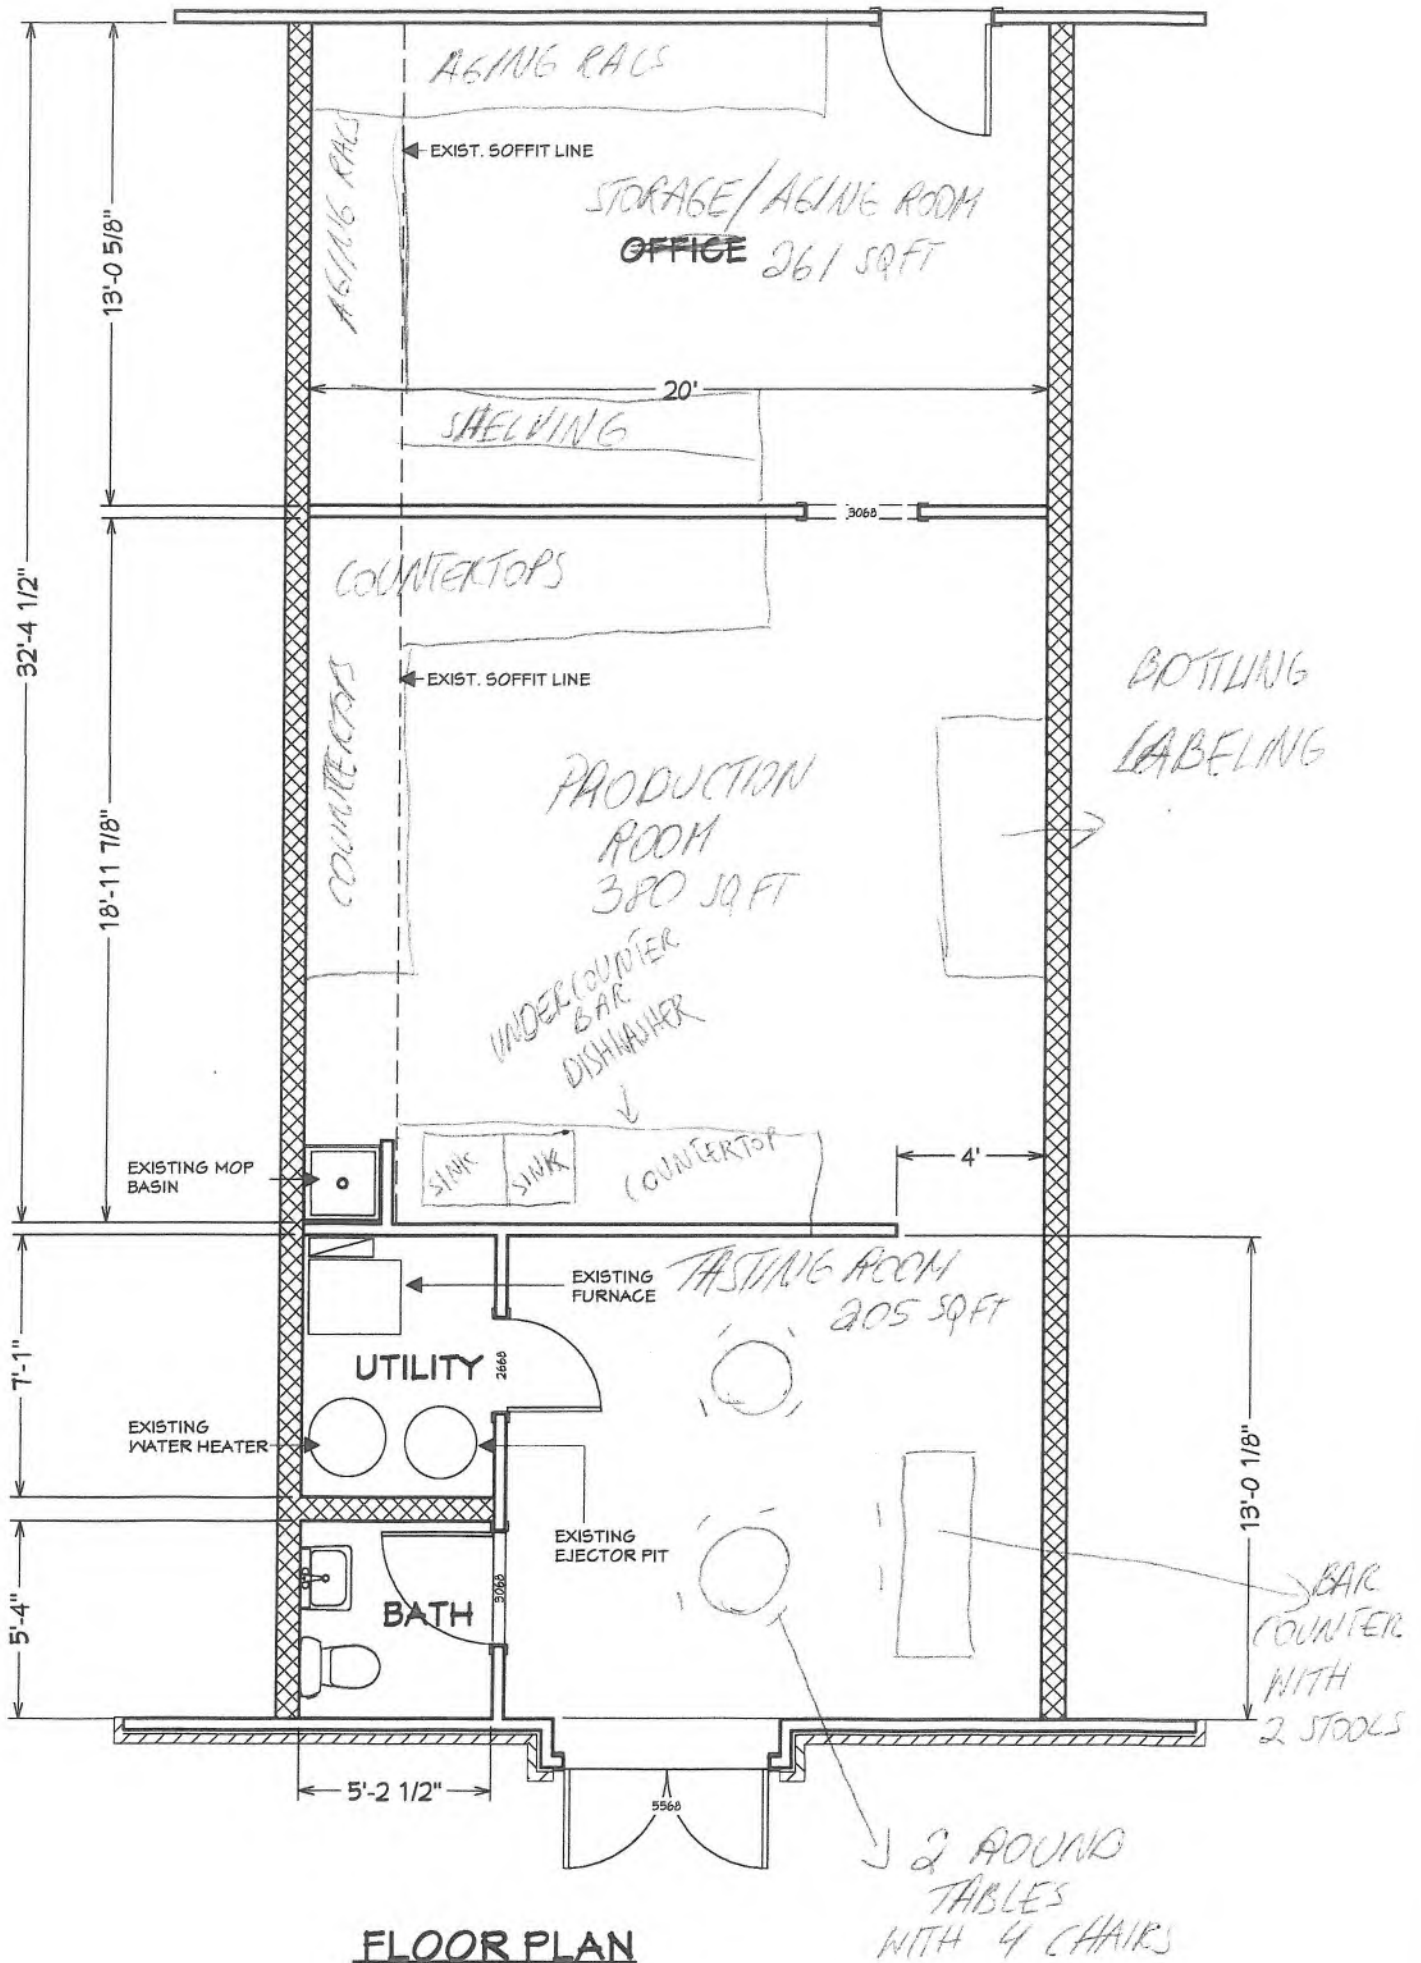 AGING RACS
AGING RACS
EXIST. SOFFIT LINE
STORAGE/AGING ROOM
OFFICE 261 SQFT
13'-0 5/8"
20'
SHELVING
3068
COUNTERTOPS
32'-4 1/2"
EXIST. SOFFIT LINE
COUNTERTOPS
BOTTLING
LABELING
18'-11 7/8"
PRODUCTION
ROOM
380 SQ FT
UNDERCOUNTER
BAR
DISHWASHER
EXISTING MOP
BASIN
SINK
SINK
COUNTERTOP
4'
EXISTING
FURNACE
TASTING ROOM
205 SQFT
7'-1"
UTILITY
2668
EXISTING
WATER HEATER
13'-0 1/8"
EXISTING
EJECTOR PIT
5'-4"
BATH
3068
BAR
COUNTER
WITH
2 STOOLS
5'-2 1/2"
5568
2 ROUND
TABLES
WITH 4 CHAIRS
FLOOR PLAN